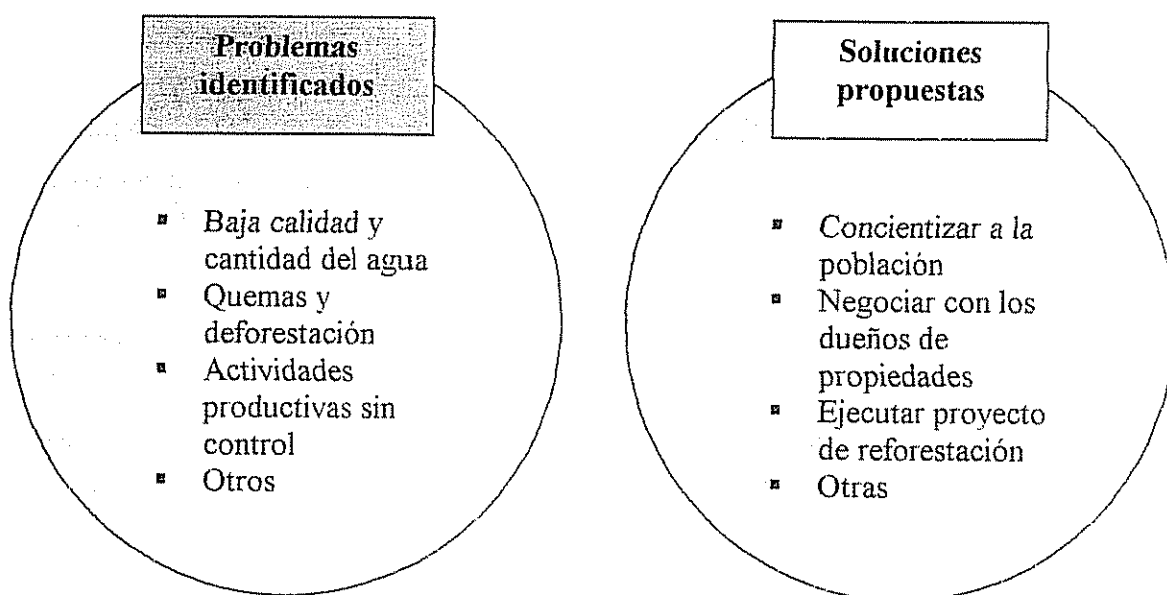 Problemas
identificados
▪ Baja calidad y
cantidad del agua
▪ Quemas y
deforestación
▪ Actividades
productivas sin
control
▪ Otros
Soluciones
propuestas
▪ Concientizar a la
población
▪ Negociar con los
dueños de
propiedades
▪ Ejecutar proyecto
de reforestación
▪ Otras